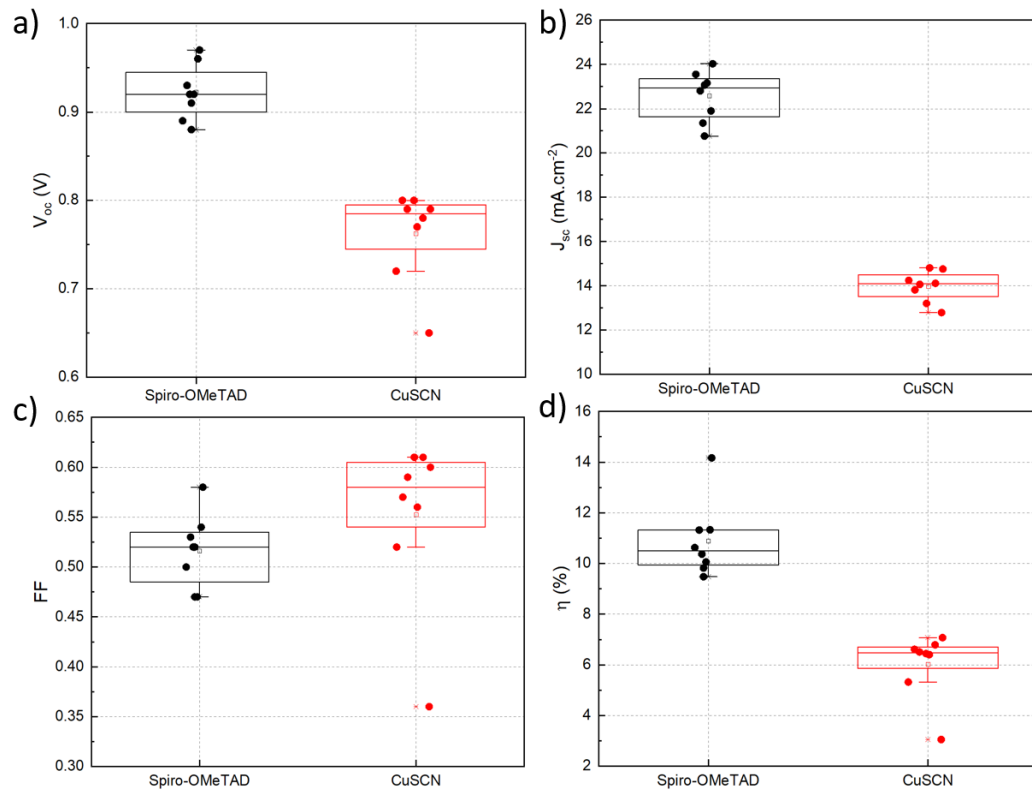 a)
1.0
0.9
0.8
0.7
0.6
V_oc (V)
Spiro-OMeTAD CuSCN
b)
26
24
22
20
18
16
14
12
10
J_sc (mA.cm⁻²)
Spiro-OMeTAD CuSCN
c)
0.65
0.60
0.55
0.50
0.45
0.40
0.35
0.30
FF
Spiro-OMeTAD CuSCN
d)
16
14
12
10
8
6
4
2
η (%)
Spiro-OMeTAD CuSCN